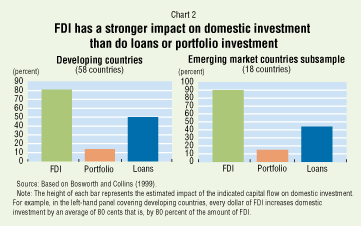 Chart 2
FDI has a stronger impact on domestic investment
than do loans or portfolio investment
Developing countries
(58 countries)
(percent)
90
80
70
60
50
40
30
20
10
0
FDI Portfolio Loans
Emerging market countries subsample
(18 countries)
(percent)
100
90
80
70
60
50
40
30
20
10
0
FDI Portfolio Loans
Source: Based on Bosworth and Collins (1999).
Note: The height of each bar represents the estimated impact of the indicated capital flow on domestic investment.
For example, in the left-hand panel covering developing countries, every dollar of FDI increases domestic
investment by an average of 80 cents that is, by 80 percent of the amount of FDI.